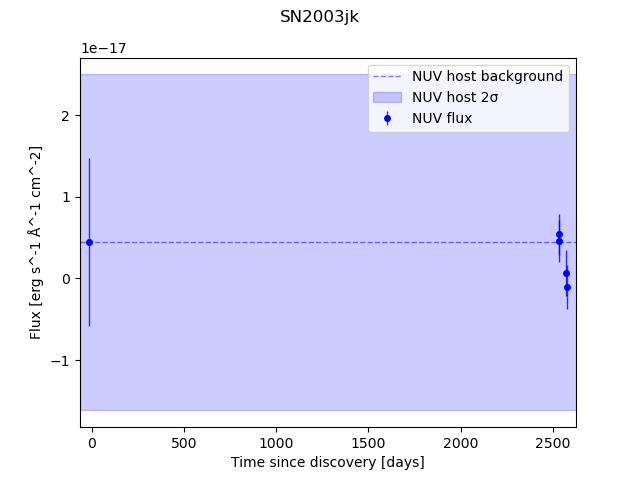 SN2003jk
1e−17
NUV host background
NUV host 2σ
NUV flux
2
1
0
−1
Flux [erg s^-1 Å^-1 cm^-2]
0 500 1000 1500 2000 2500
Time since discovery [days]